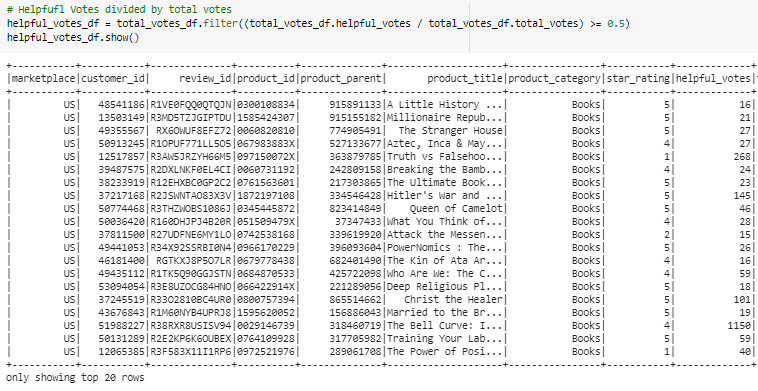 # Helpfufl Votes divided by total votes
helpful_votes_df = total_votes_df.filter((total_votes_df.helpful_votes / total_votes_df.total_votes) >= 0.5)
helpful_votes_df.show()
+-----------+-----------+--------------+----------+--------------+--------------------+----------------+-----------+-------------+-
|marketplace|customer_id|     review_id|product_id|product_parent|       product_title|product_category|star_rating|helpful_votes|
+-----------+-----------+--------------+----------+--------------+--------------------+----------------+-----------+-------------+-
|         US|   48541186|R1VE0FQQ0QTQJN|0300108834|     915891133|A Little History ...|           Books|          5|           16|
|         US|   13503149|R3MD5TZJGIPTDU|1585424307|     915155182|Millionaire Repub...|           Books|          5|           21|
|         US|   49355567| RX6OWUF8EFZ72|0060820810|     774905491|  The Stranger House|           Books|          5|           27|
|         US|   50913245|R1OPUF771LL5O5|067983883X|     527133677|Aztec, Inca & May...|           Books|          4|           27|
|         US|   12517857|R3AW5JRZYH66M5|097150072X|     363879785|Truth vs Falsehoo...|           Books|          1|          268|
|         US|   39487575|R2DXLNKF0EL4CI|0060731192|     242809158|Breaking the Bamb...|           Books|          4|           24|
|         US|   38233919|R12EHXBC0GP2C2|0761563601|     217303865|The Ultimate Book...|           Books|          5|           23|
|         US|   37217168|R2JSWNTAO83X3V|1872197108|     334546428|Hitler's War and ...|           Books|          5|          145|
|         US|   50774468|R3THZWOBS1086J|0345445872|     823414849|    Queen of Camelot|           Books|          5|           46|
|         US|   50036420|R160DHJPJ4B20R|051509479X|      37347433|What You Think of...|           Books|          4|           28|
|         US|   37811500|R27UDFNE6MY1LO|0742538168|     339619920|Attack the Messen...|           Books|          2|           15|
|         US|   49441053|R34X92SSRBI0N4|0966170229|     396093604|PowerNomics : The...|           Books|          5|           26|
|         US|   46181400| RGTKXJ8P5O7LR|0679778438|     682401490|The Kin of Ata Ar...|           Books|          4|           16|
|         US|   49435112|R1TK5Q90GGJSTN|0684870533|     425722098|Who Are We: The C...|           Books|          4|           59|
|         US|   53094054|R3E8UZOCG84HNO|066422914X|     221289056|Deep Religious Pl...|           Books|          5|           18|
|         US|   37245519|R33O2810BC4UR0|0800757394|     865514662|   Christ the Healer|           Books|          5|          101|
|         US|   43676843|R1M60NYB4UPRJ8|1595620052|     156886043|Married to the Br...|           Books|          5|           19|
|         US|   51988227|R38RXR8USISV94|0029146739|     318460719|The Bell Curve: I...|           Books|          4|         1150|
|         US|   50131289|R2E2KP6K6OUBEX|0764109928|     317705982|Training Your Lab...|           Books|          5|           59|
|         US|   12065385|R3F583X11I1RP6|0972521976|     289061708|The Power of Posi...|           Books|          1|           40|
+-----------+-----------+--------------+----------+--------------+--------------------+----------------+-----------+-------------+-
only showing top 20 rows